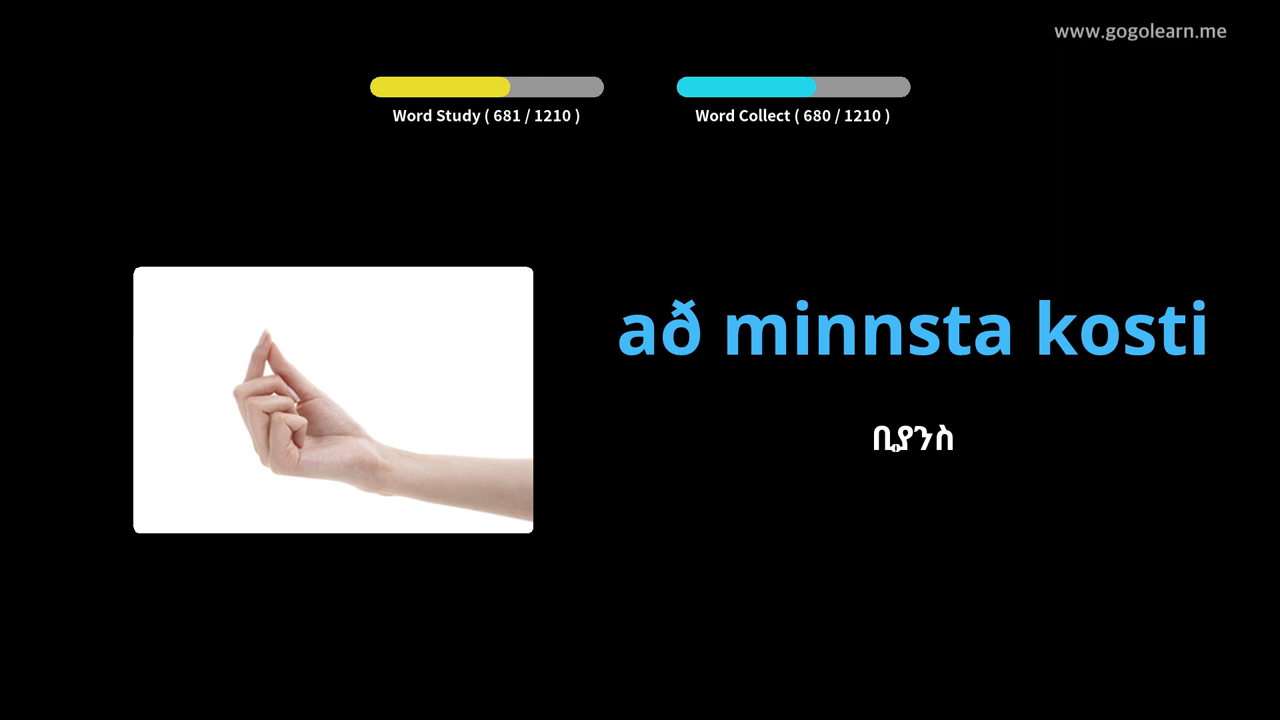 www.gogolearn.me
Word Study ( 681 / 1210 )
Word Collect ( 680 / 1210 )
að minnsta kosti
ቢያንስ